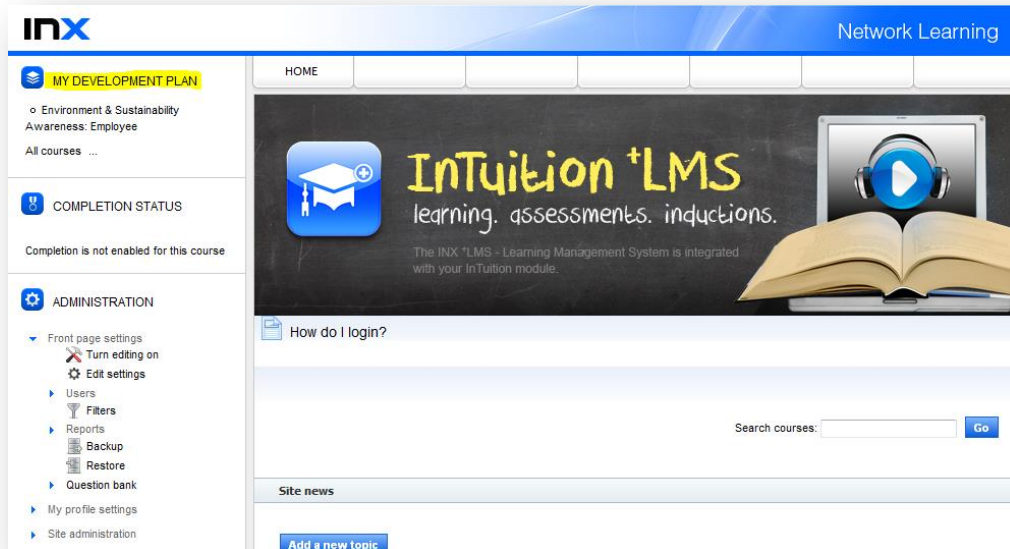 INX
Network Learning
MY DEVELOPMENT PLAN
Environment & Sustainability
Awareness: Employee
All courses ...
COMPLETION STATUS
Completion is not enabled for this course
ADMINISTRATION
Front page settings
Turn editing on
Edit settings
Users
Filters
Reports
Backup
Restore
Question bank
My profile settings
Site administration
HOME
InTuition +LMS
learning. assessments. inductions.
The INX +LMS - Learning Management System is integrated
with your InTuition module.
How do I login?
Search courses:
Go
Site news
Add a new topic